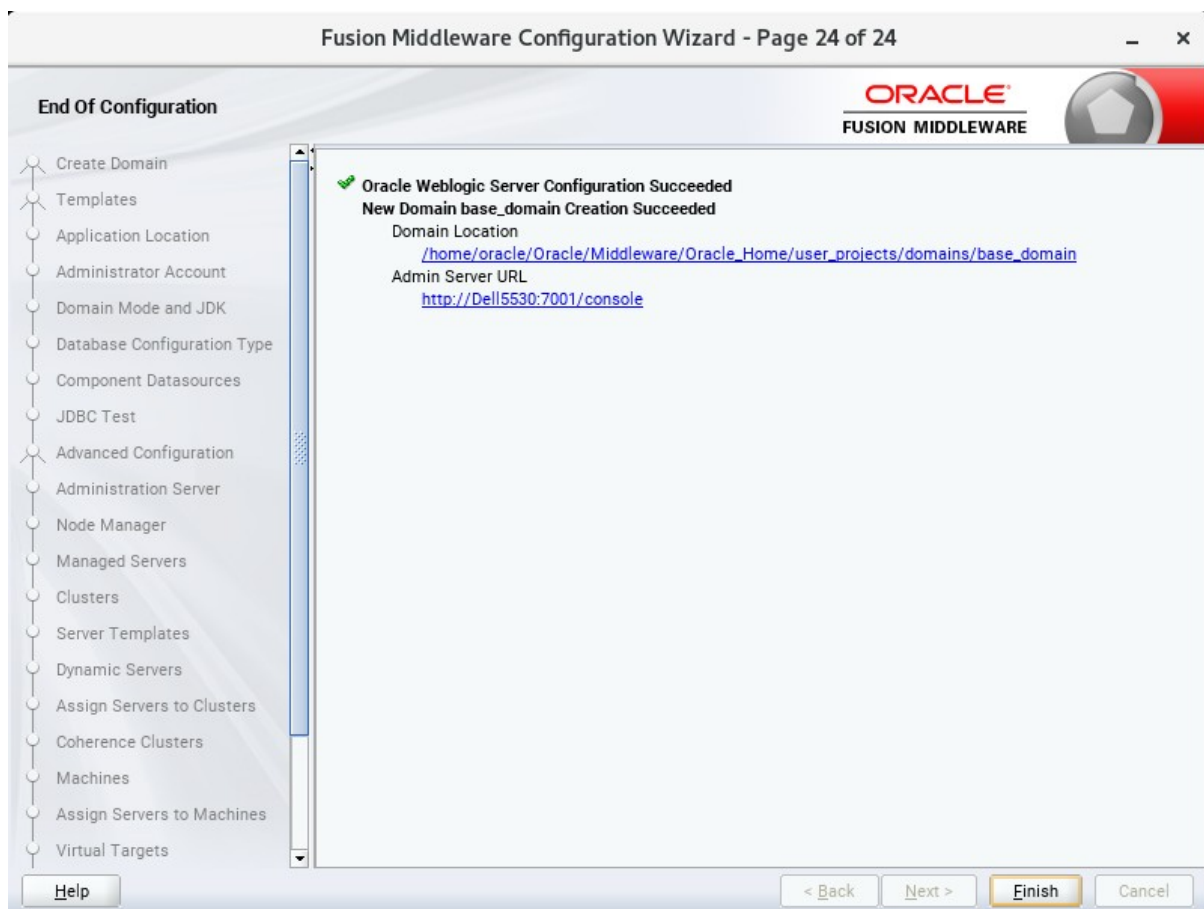 Fusion Middleware Configuration Wizard - Page 24 of 24
End Of Configuration
ORACLE
FUSION MIDDLEWARE
Create Domain
Templates
Application Location
Administrator Account
Domain Mode and JDK
Database Configuration Type
Component Datasources
JDBC Test
Advanced Configuration
Administration Server
Node Manager
Managed Servers
Clusters
Server Templates
Dynamic Servers
Assign Servers to Clusters
Coherence Clusters
Machines
Assign Servers to Machines
Virtual Targets
Oracle Weblogic Server Configuration Succeeded
New Domain base_domain Creation Succeeded
Domain Location
/home/oracle/Oracle/Middleware/Oracle_Home/user_projects/domains/base_domain
Admin Server URL
http://Dell5530:7001/console
Help
< Back
Next >
Finish
Cancel